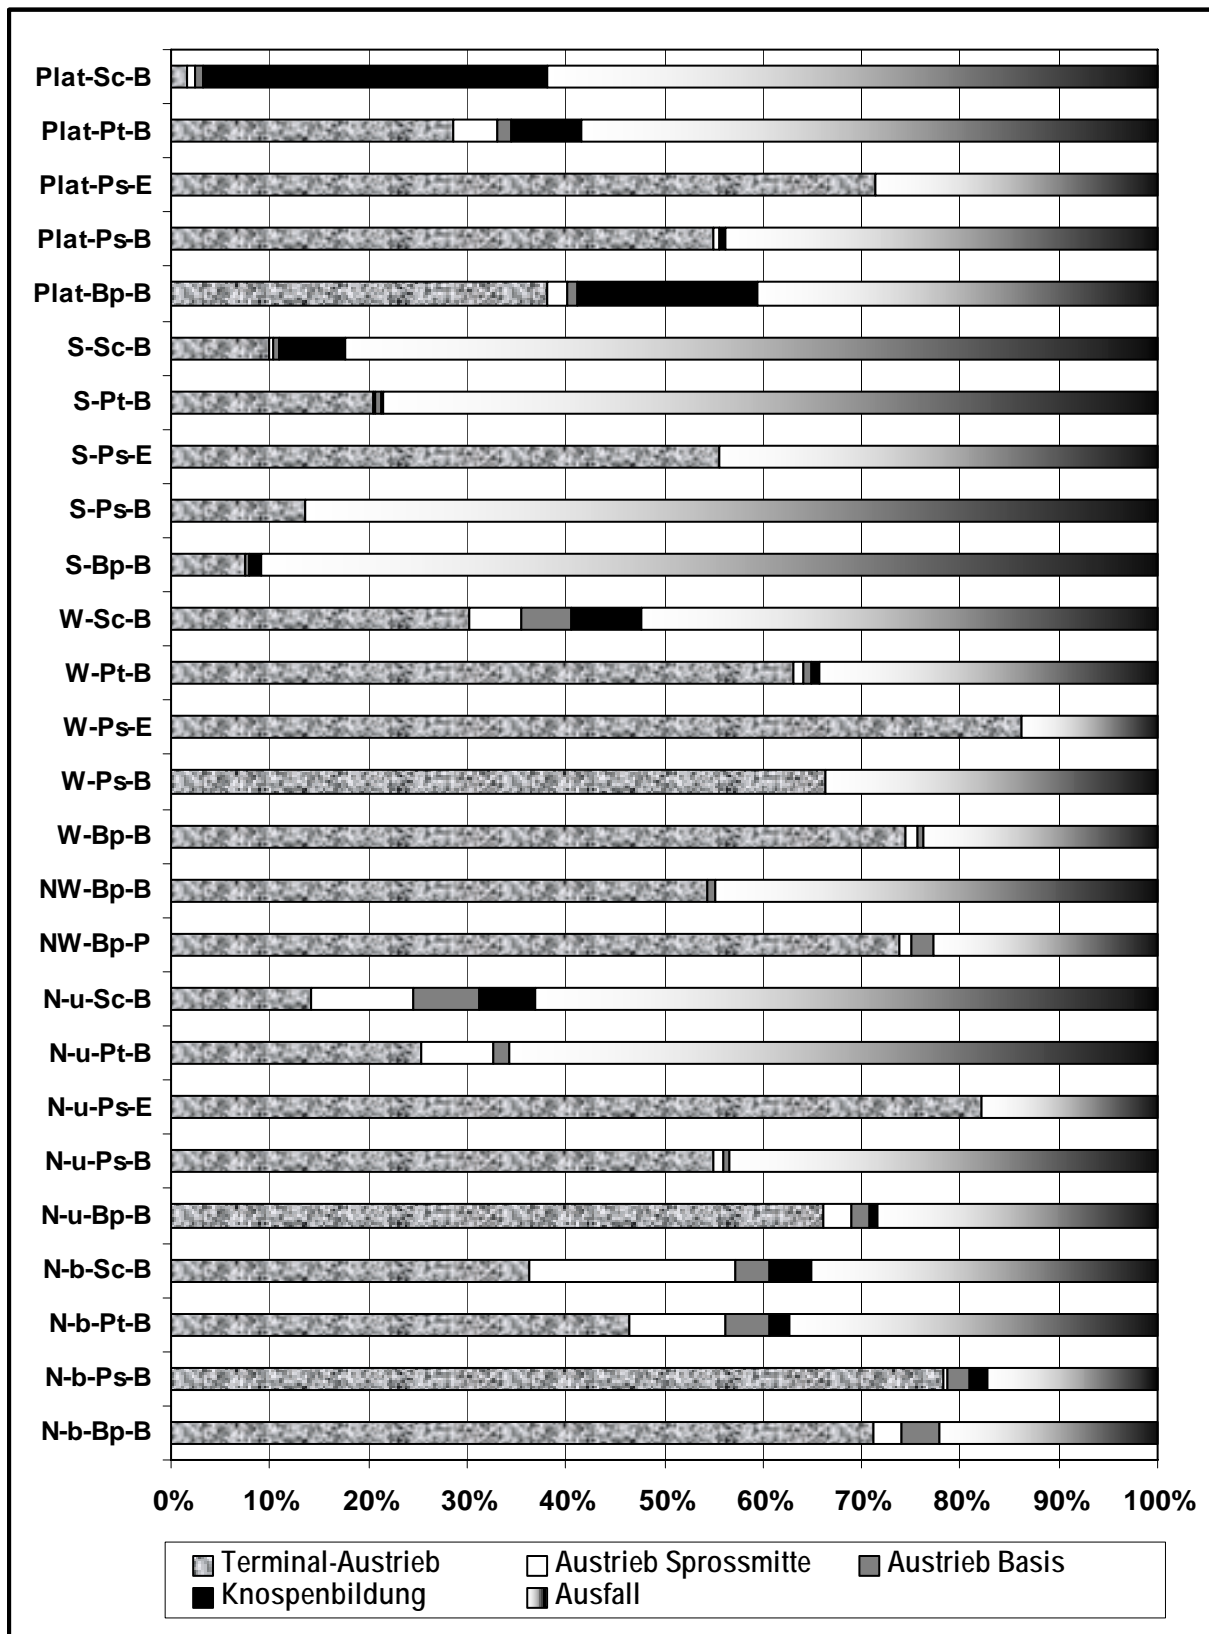 Plat-Sc-B
Plat-Pt-B
Plat-Ps-E
Plat-Ps-B
Plat-Bp-B
S-Sc-B
S-Pt-B
S-Ps-E
S-Ps-B
S-Bp-B
W-Sc-B
W-Pt-B
W-Ps-E
W-Ps-B
W-Bp-B
NW-Bp-B
NW-Bp-P
N-u-Sc-B
N-u-Pt-B
N-u-Ps-E
N-u-Ps-B
N-u-Bp-B
N-b-Sc-B
N-b-Pt-B
N-b-Ps-B
N-b-Bp-B
0% 10% 20% 30% 40% 50% 60% 70% 80% 90% 100%
Terminal-Austrieb Austrieb Sprossmitte Austrieb Basis
Knospenbildung Ausfall